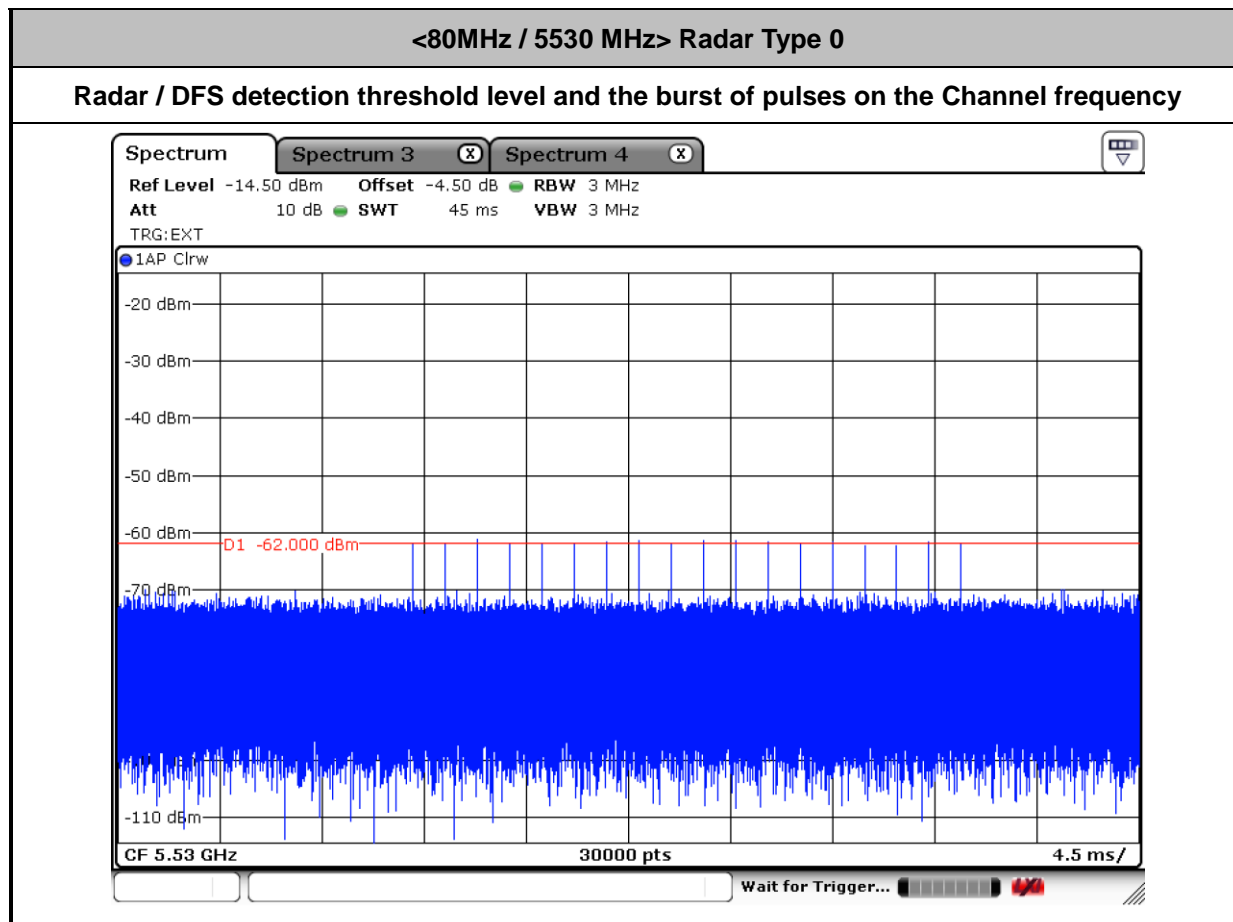 <80MHz / 5530 MHz> Radar Type 0
Radar / DFS detection threshold level and the burst of pulses on the Channel frequency
Spectrum Spectrum 3 X Spectrum 4 X
Ref Level -14.50 dBm Offset -4.50 dB RBW 3 MHz
Att 10 dB SWT 45 ms VBW 3 MHz
TRG:EXT
1AP Clrw
-20 dBm
-30 dBm
-40 dBm
-50 dBm
-60 dBm
D1 -62.000 dBm
-70 dBm
-110 dBm
CF 5.53 GHz 30000 pts 4.5 ms/
Wait for Trigger...